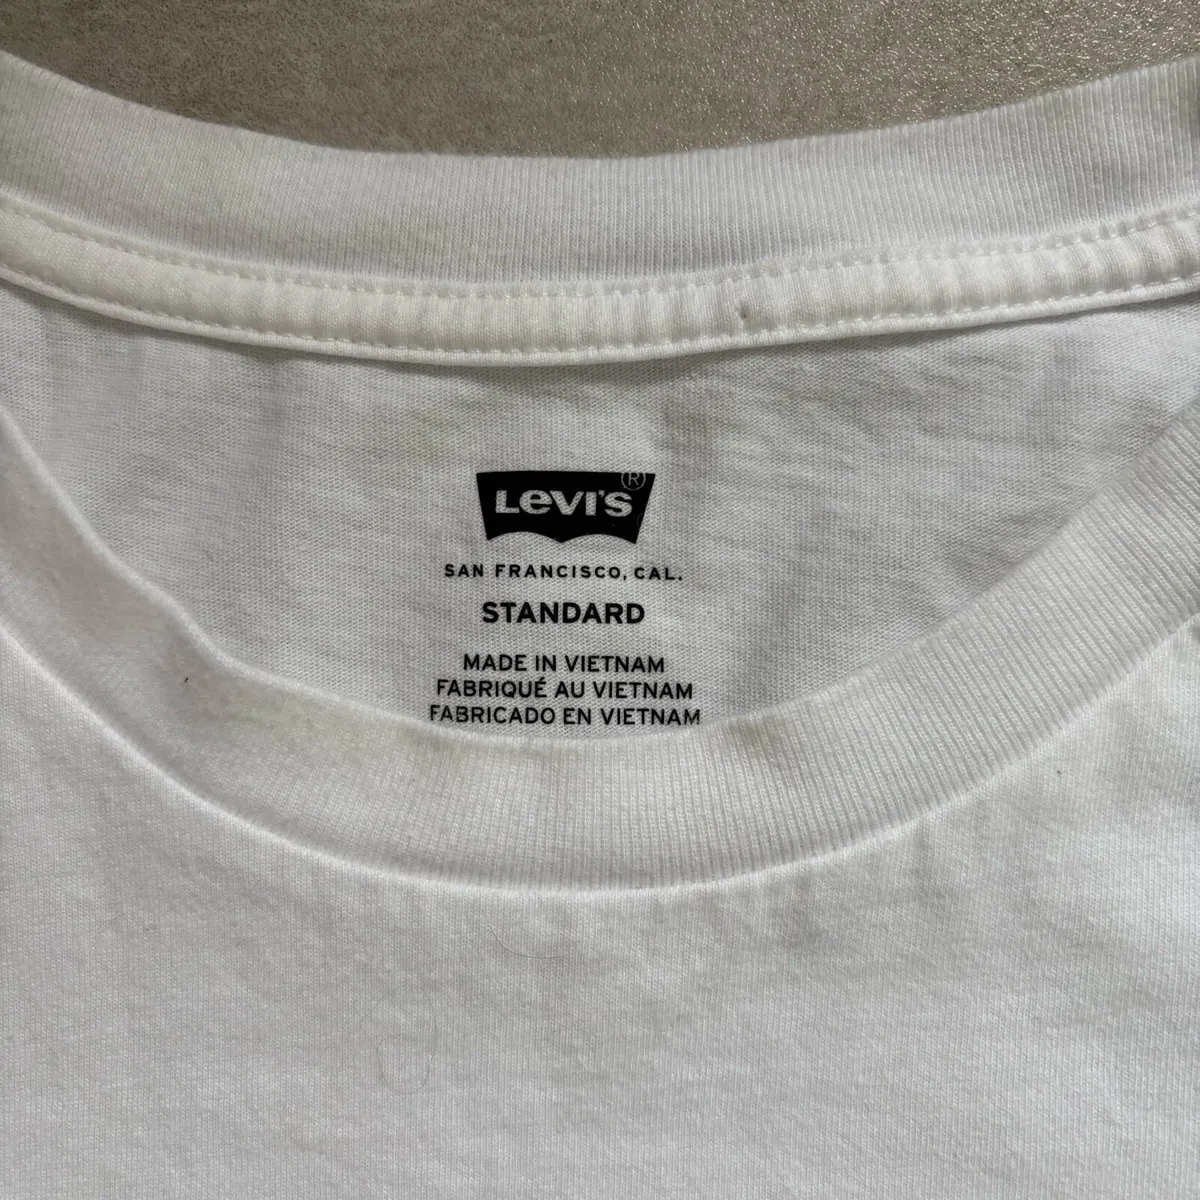 LEVI'S®
SAN FRANCISCO, CAL.
STANDARD
MADE IN VIETNAM
FABRIQUÉ AU VIETNAM
FABRICADO EN VIETNAM